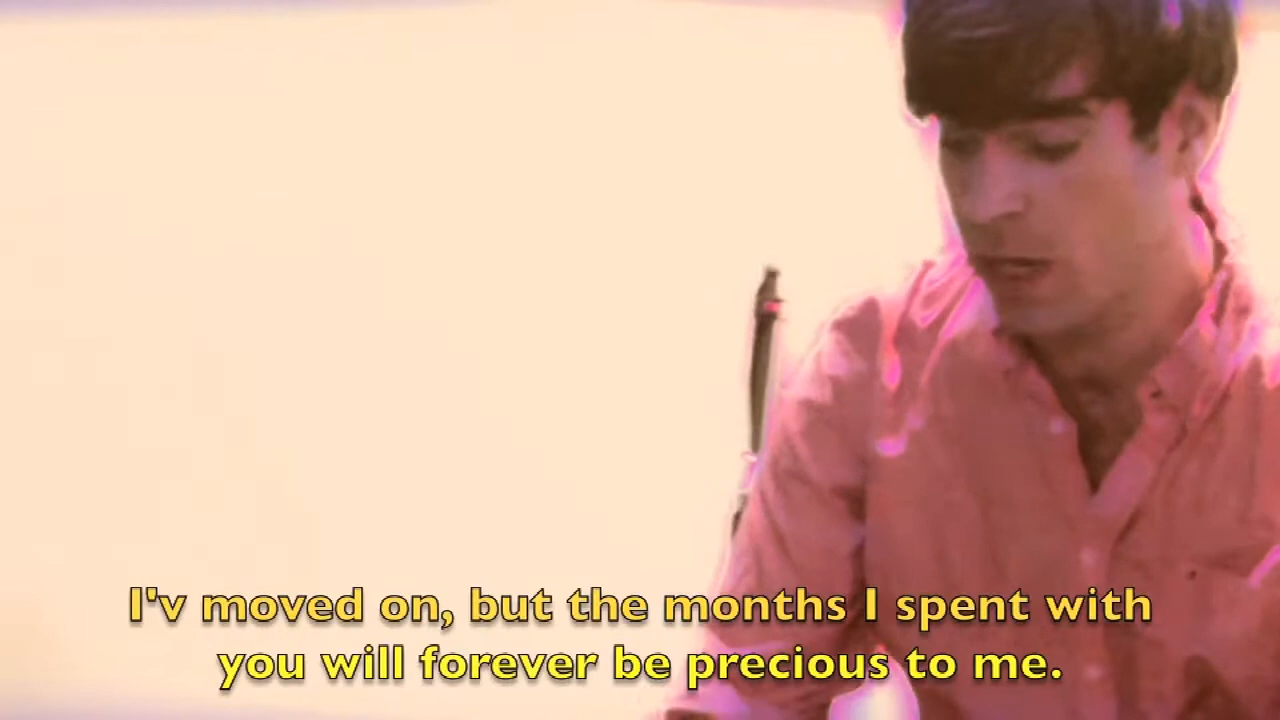 I'v moved on, but the months I spent with
you will forever be precious to me.